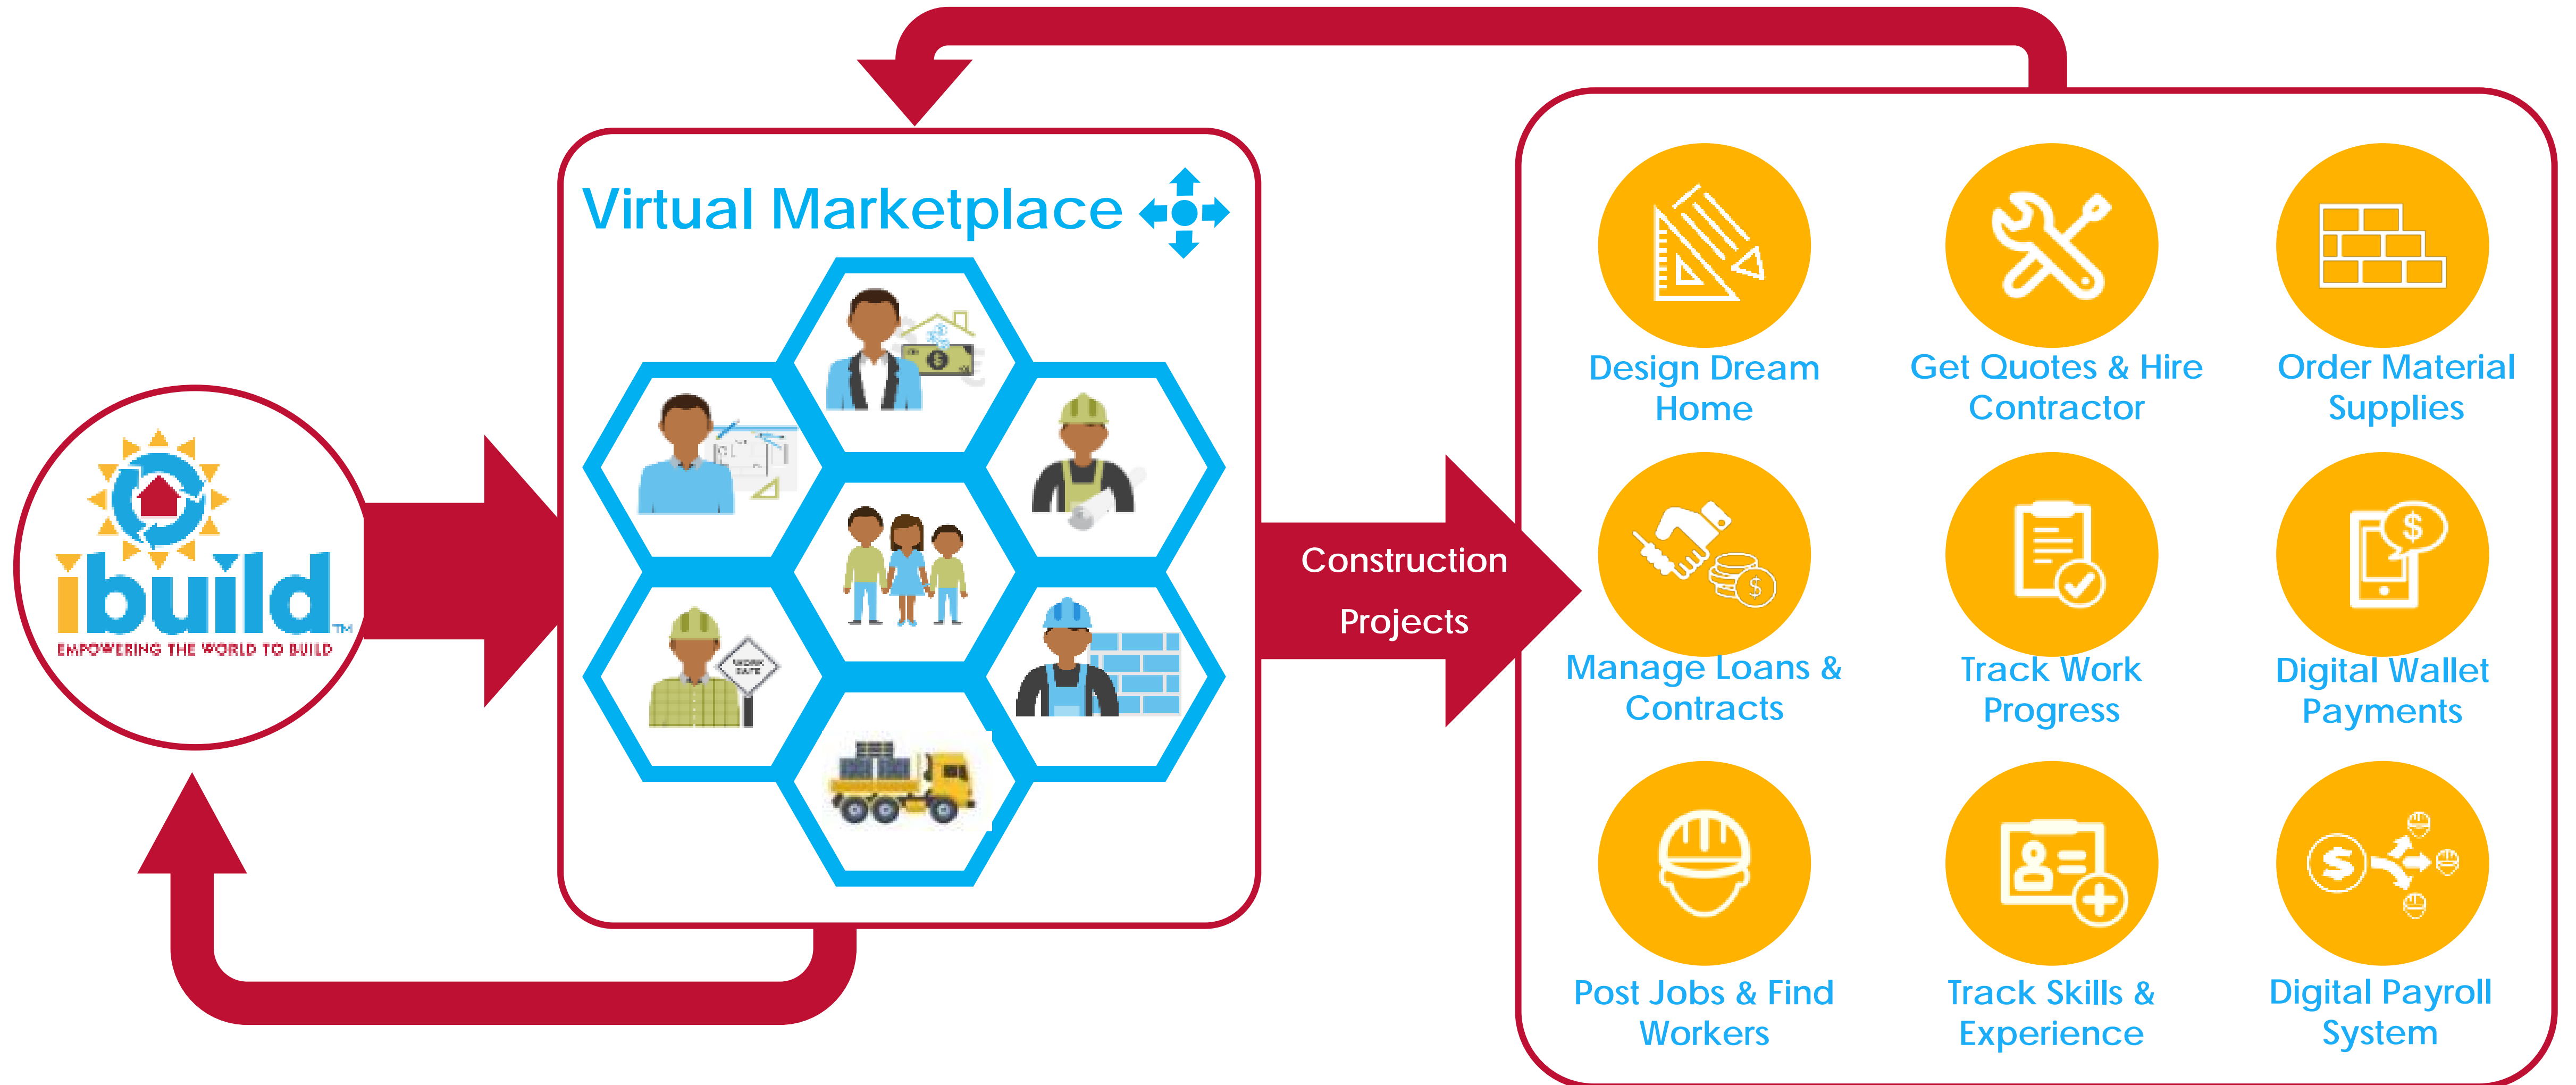 Virtual Marketplace
ibuild TM
EMPOWERING THE WORLD TO BUILD
WORK
SAFE
Construction
Projects
Design Dream
Home
Get Quotes & Hire
Contractor
Order Material
Supplies
Manage Loans &
Contracts
Track Work
Progress
Digital Wallet
Payments
Post Jobs & Find
Workers
Track Skills &
Experience
Digital Payroll
System